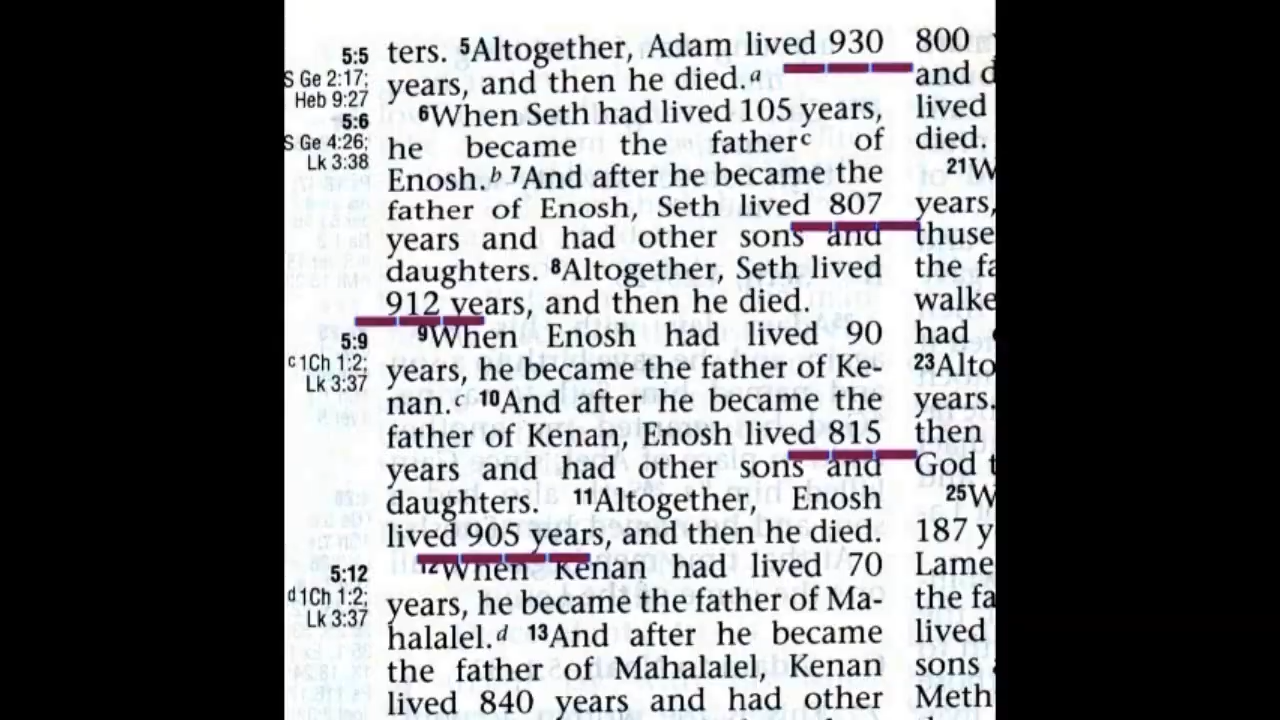 5:5
S Ge 2:17;
Heb 9:27
5:6
S Ge 4:26;
Lk 3:38
5:9
c 1Ch 1:2;
Lk 3:37
5:12
d 1Ch 1:2;
Lk 3:37
ters. 5Altogether, Adam lived 930
years, and then he died.a
6When Seth had lived 105 years,
he became the fatherc of
Enosh.b 7And after he became the
father of Enosh, Seth lived 807
years and had other sons and
daughters. 8Altogether, Seth lived
912 years, and then he died.
9When Enosh had lived 90
years, he became the father of Ke-
nan.c 10And after he became the
father of Kenan, Enosh lived 815
years and had other sons and
daughters. 11Altogether, Enosh
lived 905 years, and then he died.
12When Kenan had lived 70
years, he became the father of Ma-
halalel.d 13And after he became
the father of Mahalalel, Kenan
lived 840 years and had other
800
and d
lived
died.
21W
years,
thuse
the fa
walke
had
23Alto
years.
then
God t
25W
187 y
Lame
the fa
lived
sons
Meth